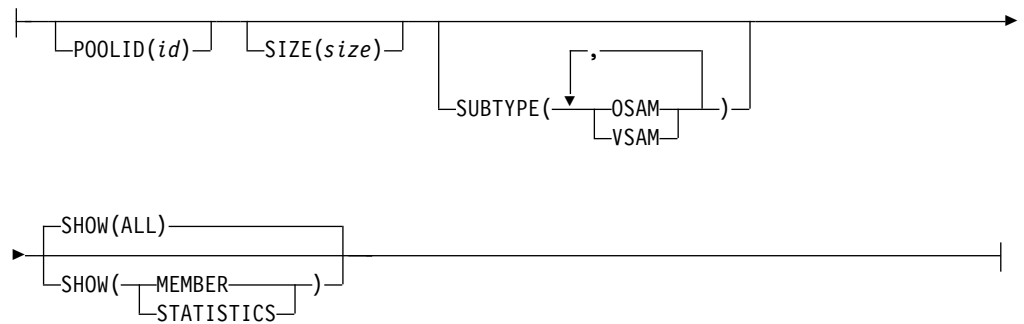 POOLID(id) SIZE(size) ,
SUBTYPE( OSAM )
VSAM
SHOW(ALL)
SHOW( MEMBER )
STATISTICS